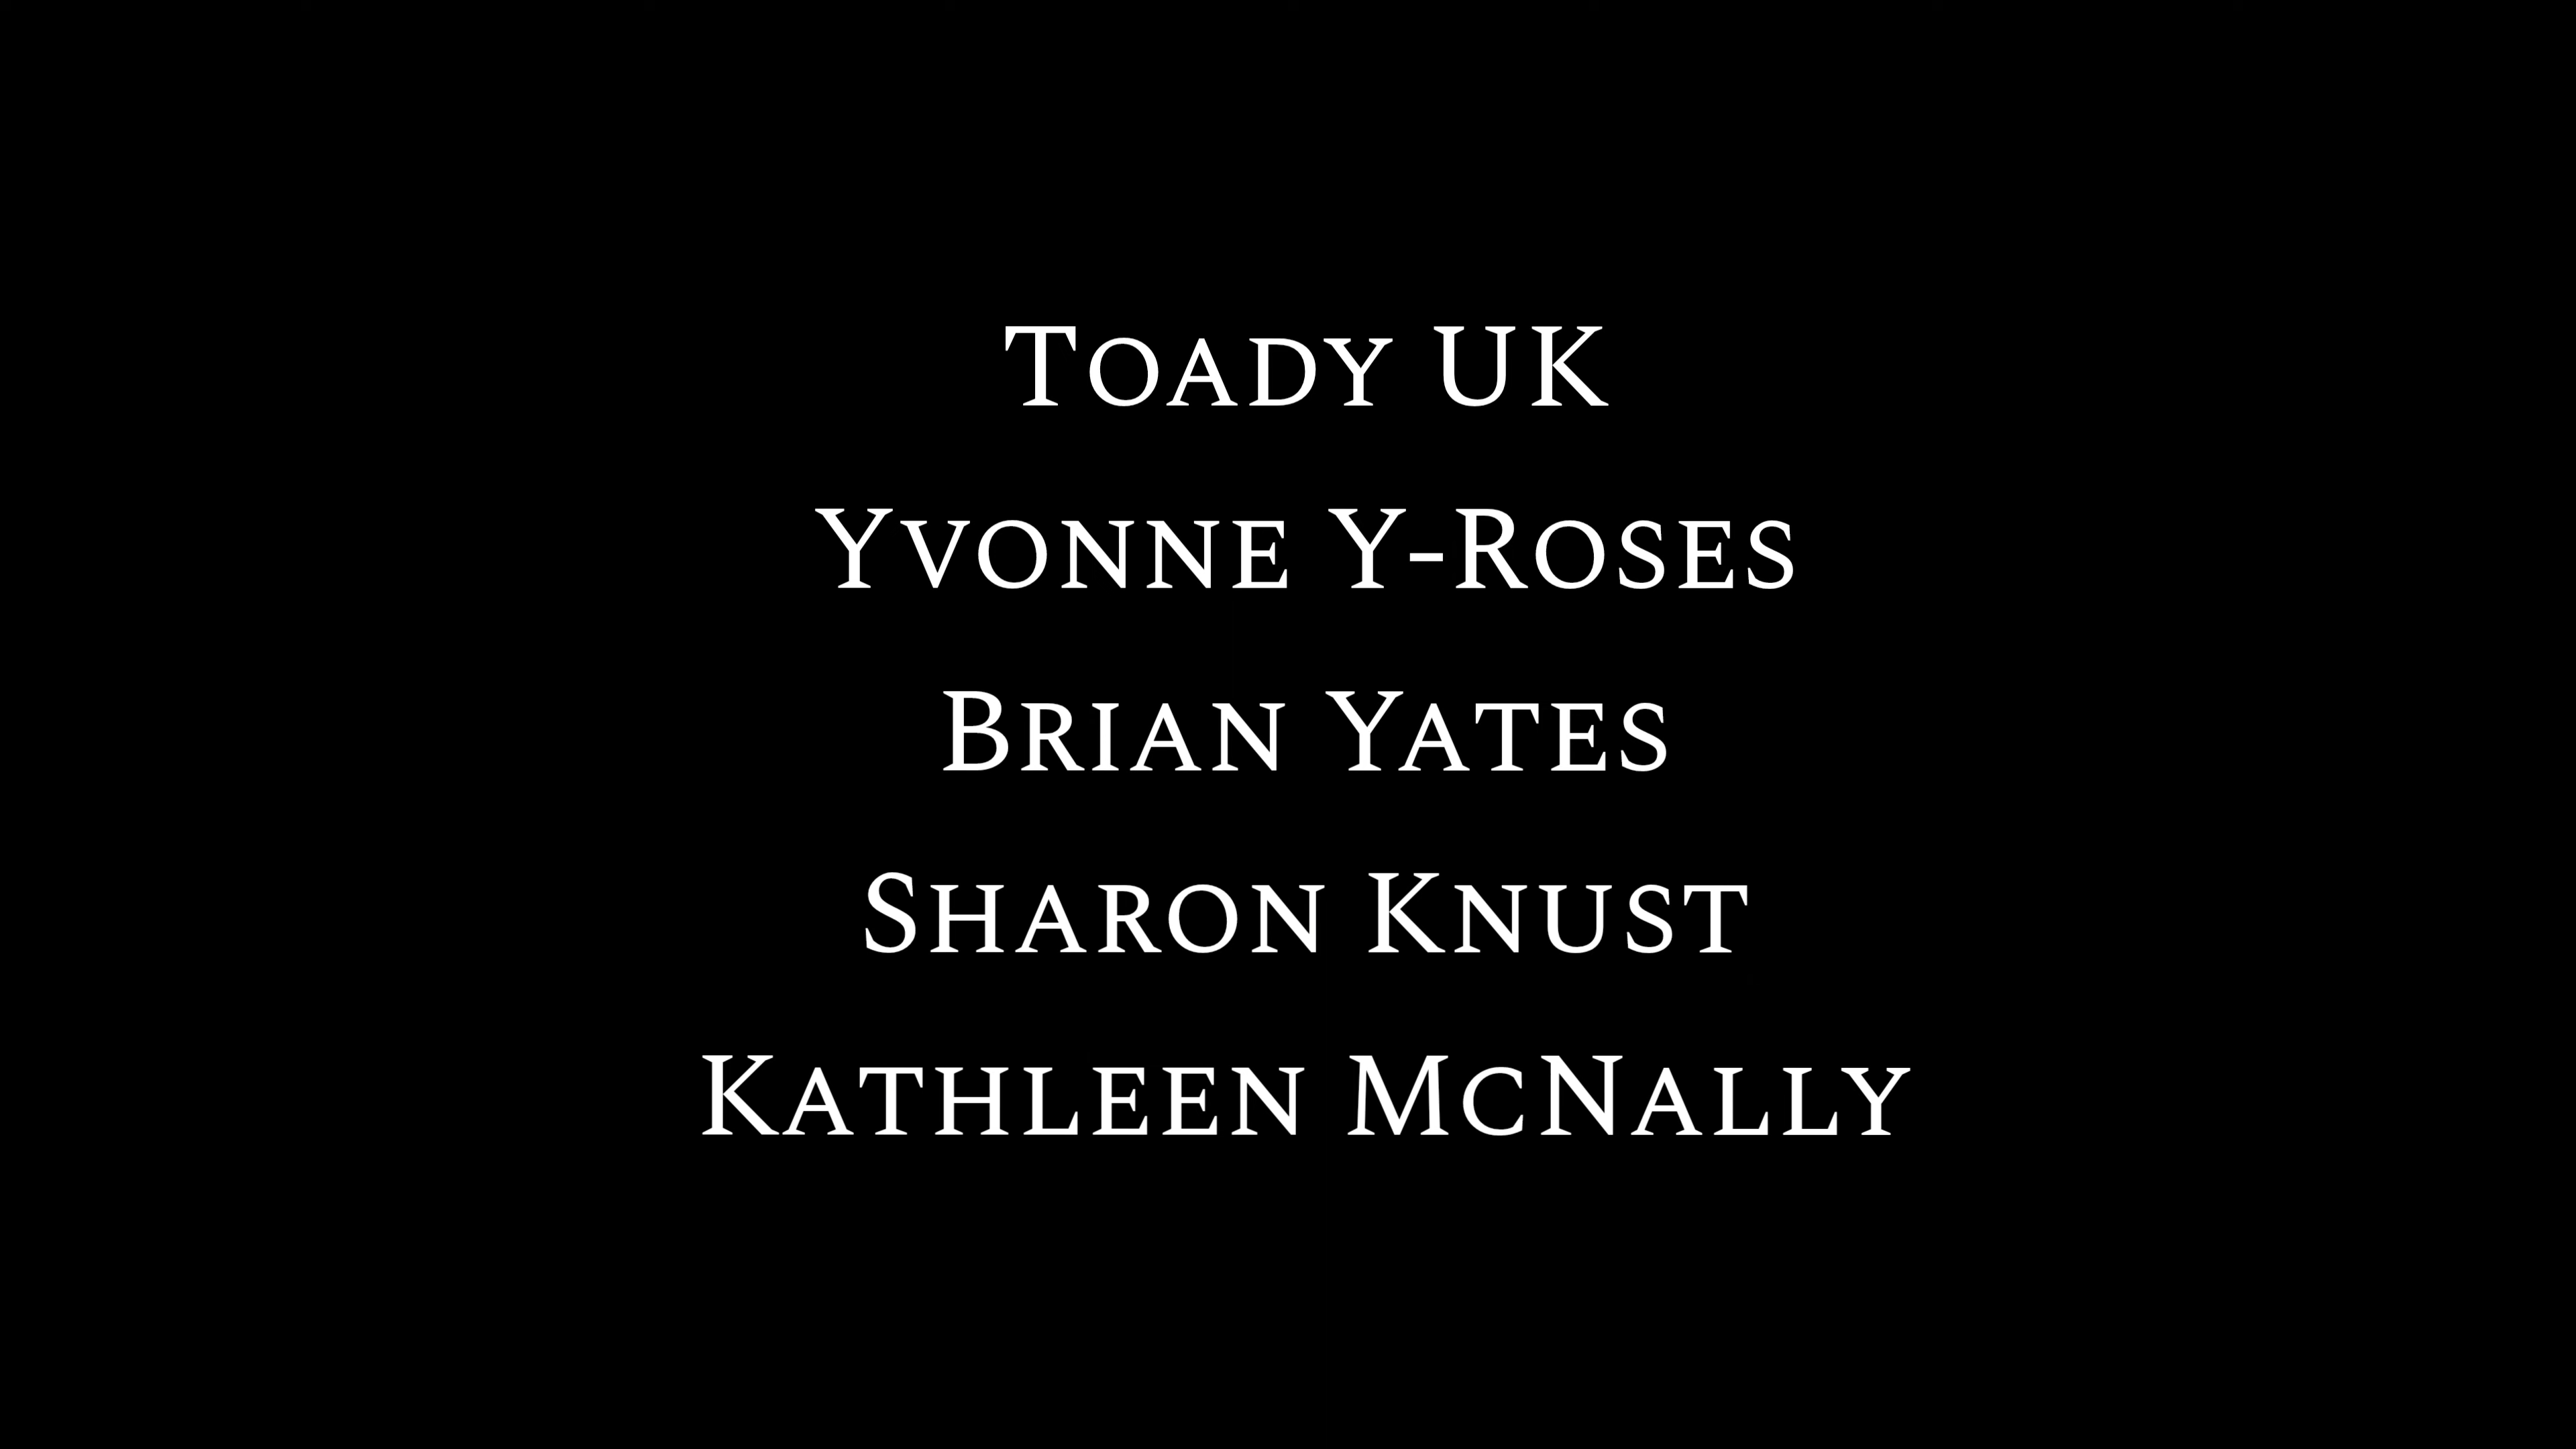 Toady UK
Yvonne Y-Roses
Brian Yates
Sharon Knust
Kathleen McNally